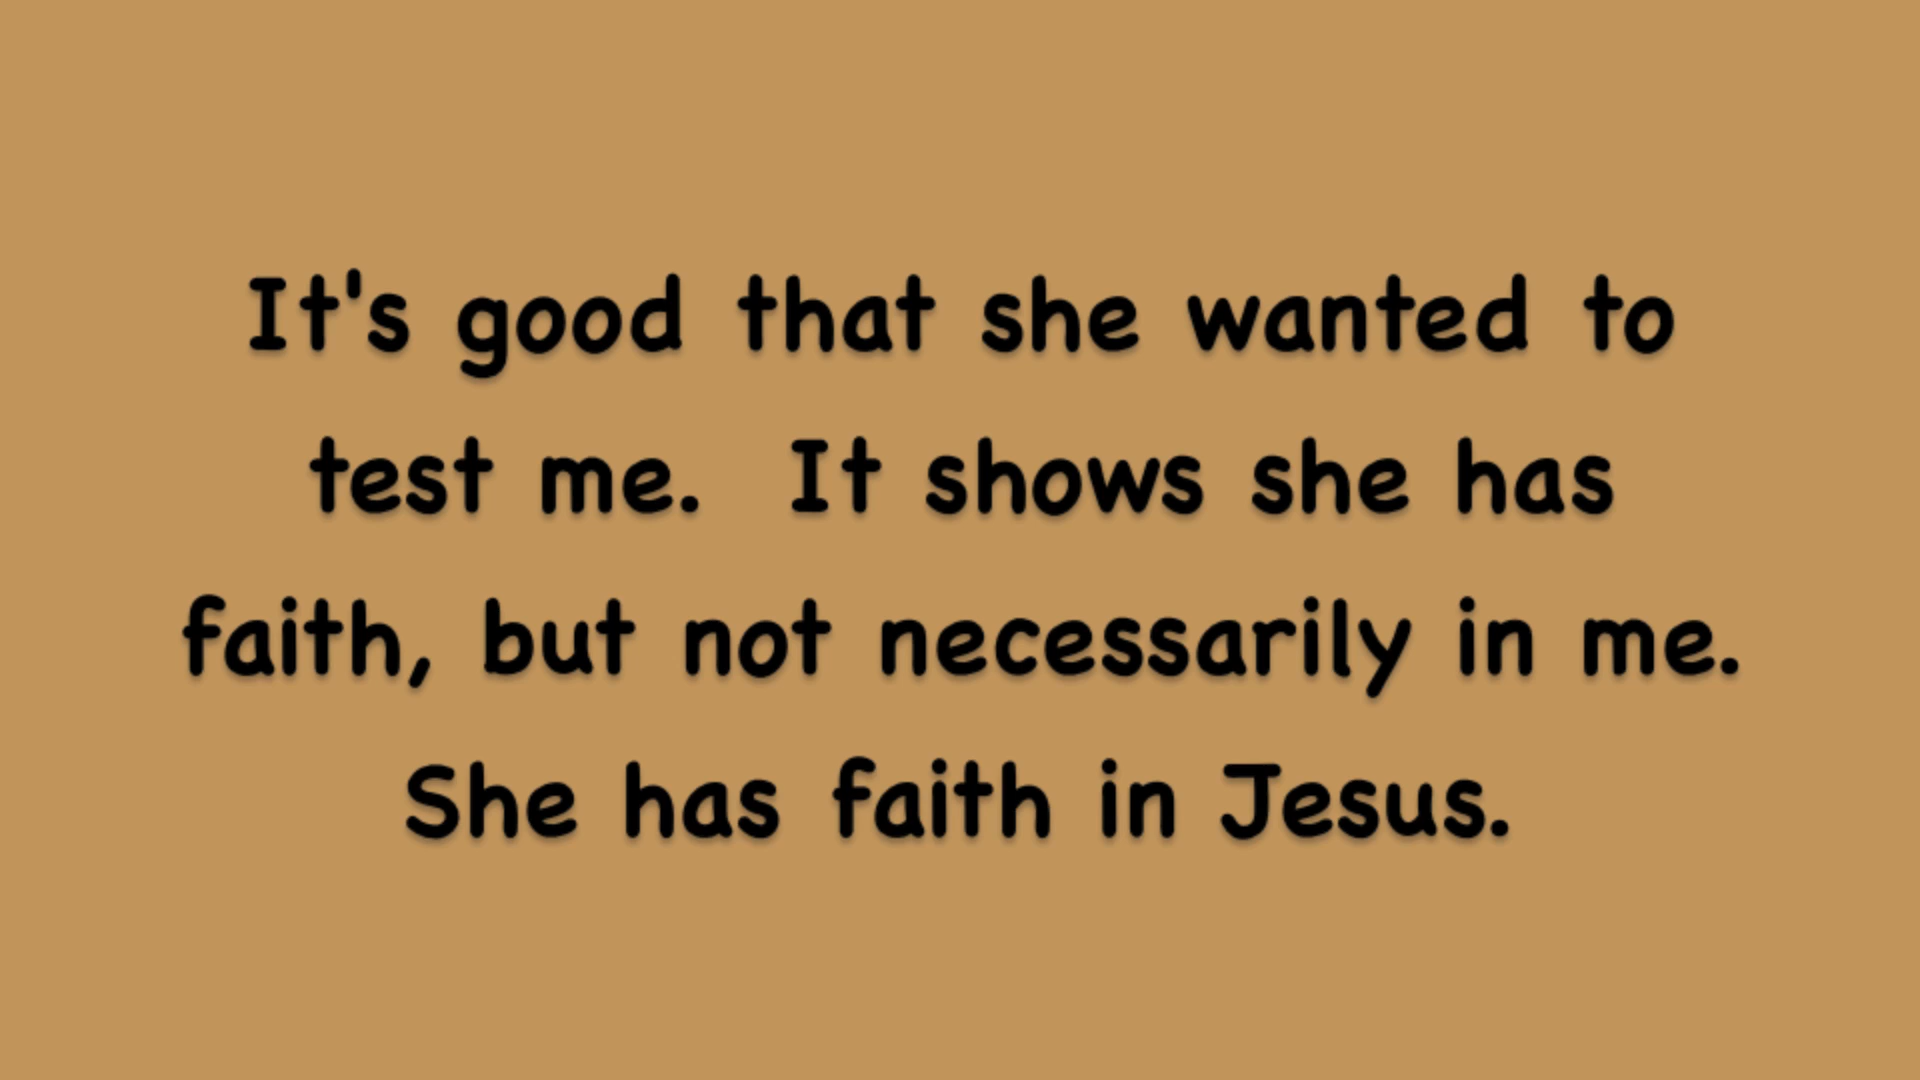 It's good that she wanted to
test me.  It shows she has
faith, but not necessarily in me.
She has faith in Jesus.